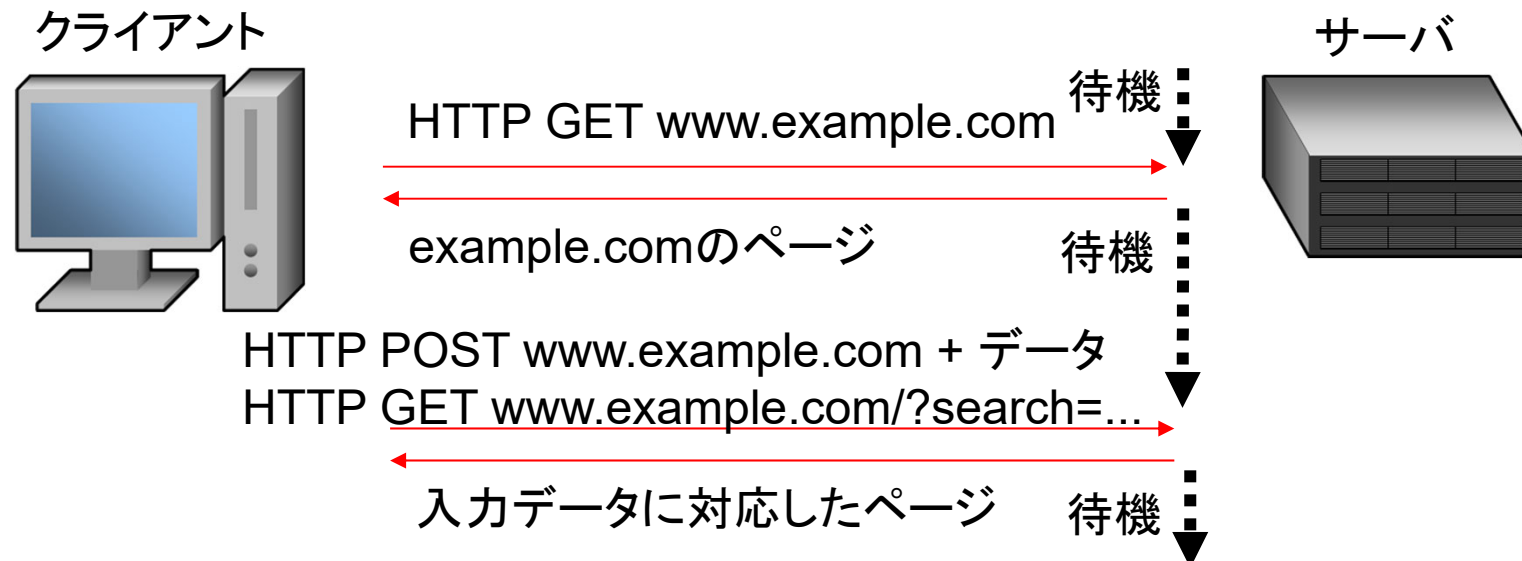 クライアント
サーバ
待機
HTTP GET www.example.com
example.comのページ
待機
HTTP POST www.example.com + データ
HTTP GET www.example.com/?search=...
入力データに対応したページ
待機